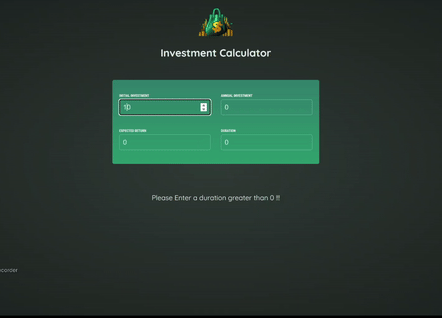 Investment Calculator
INITIAL INVESTMENT
ANNUAL INVESTMENT
10
0
EXPECTED RETURN
DURATION
0
0
Please Enter a duration greater than 0 !!
corder